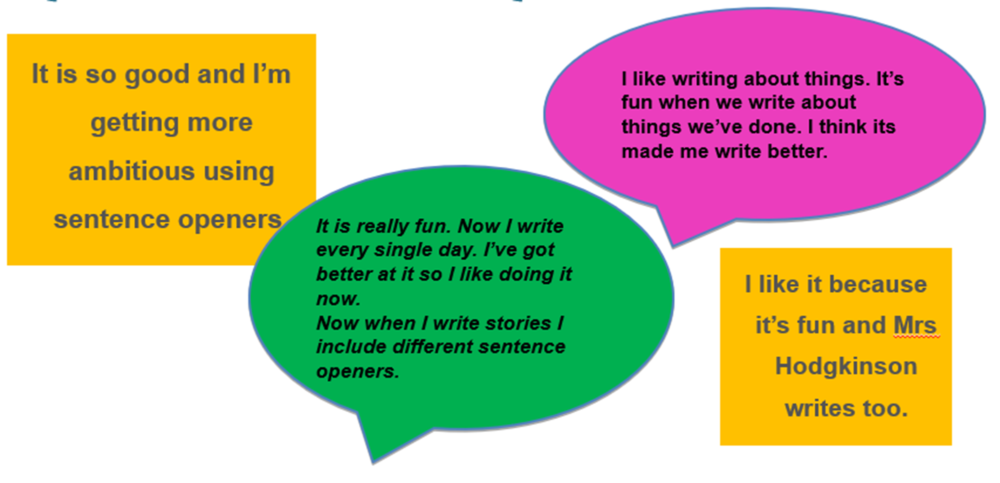 It is so good and I’m
getting more
ambitious using
sentence openers
I like writing about things. It’s
fun when we write about
things we’ve done. I think its
made me write better.
It is really fun. Now I write
every single day. I’ve got
better at it so I like doing it
now.
Now when I write stories I
include different sentence
openers.
I like it because
it’s fun and Mrs
Hodgkinson
writes too.